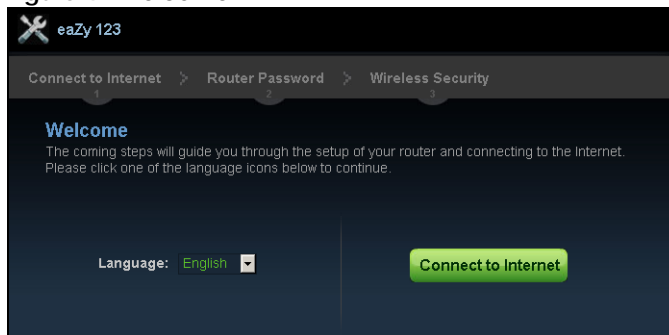 eaZy 123
Connect to Internet > Router Password > Wireless Security
1 2 3
Welcome
The coming steps will guide you through the setup of your router and connecting to the Internet.
Please click one of the language icons below to continue.
Language: English
Connect to Internet